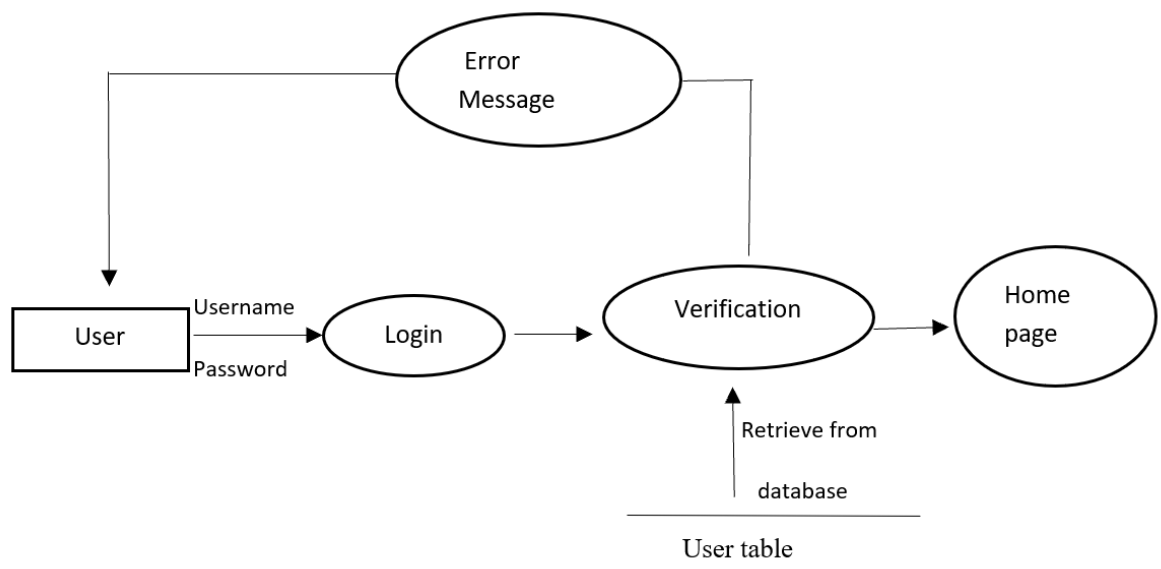 Error
Message
Username
User
Password
Login
Verification
Home
page
Retrieve from
database
User table